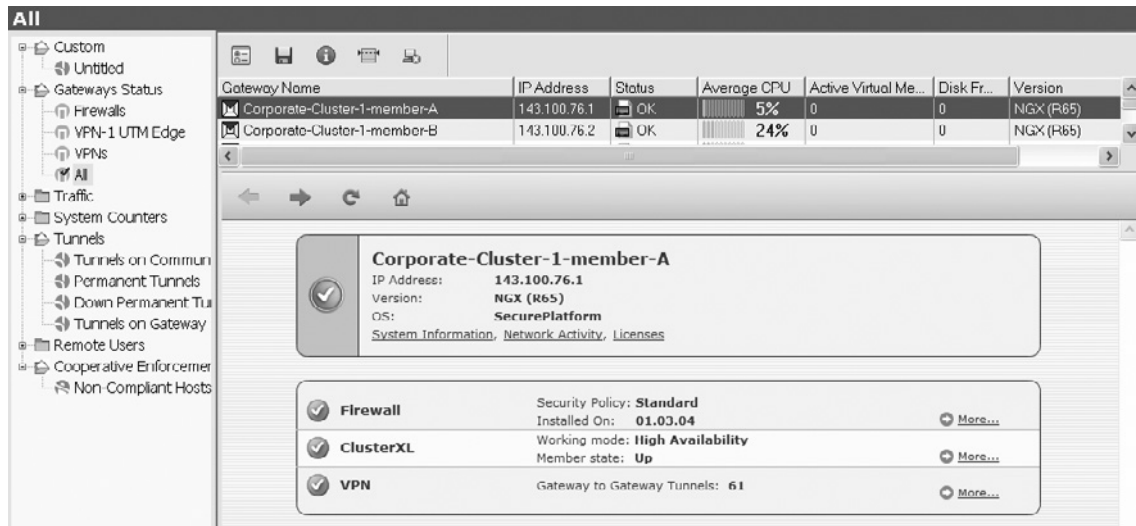 All
Custom
Untitled
Gateways Status
Firewalls
VPN-1 UTM Edge
VPNs
All
Traffic
System Counters
Tunnels
Tunnels on Commun
Permanent Tunnels
Down Permanent Tu
Tunnels on Gateway
Remote Users
Cooperative Enforcemer
Non-Compliant Hosts
Gateway Name IP Address Status Average CPU Active Virtual Me... Disk Fr... Version
Corporate-Cluster-1-member-A 143.100.76.1 OK 5% 0 0 NGX (R65)
Corporate-Cluster-1-member-B 143.100.76.2 OK 24% 0 0 NGX (R65)
Corporate-Cluster-1-member-A
IP Address: 143.100.76.1
Version: NGX (R65)
OS: SecurePlatform
System Information, Network Activity, Licenses
Firewall
Security Policy: Standard
Installed On: 01.03.04
More...
ClusterXL
Working mode: High Availability
Member state: Up
More...
VPN
Gateway to Gateway Tunnels: 61
More...